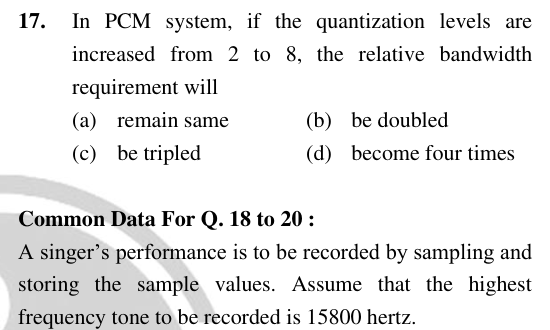 17. In PCM system, if the quantization levels are
increased from 2 to 8, the relative bandwidth
requirement will
(a) remain same (b) be doubled
(c) be tripled (d) become four times
Common Data For Q. 18 to 20 :
A singer's performance is to be recorded by sampling and
storing the sample values. Assume that the highest
frequency tone to be recorded is 15800 hertz.